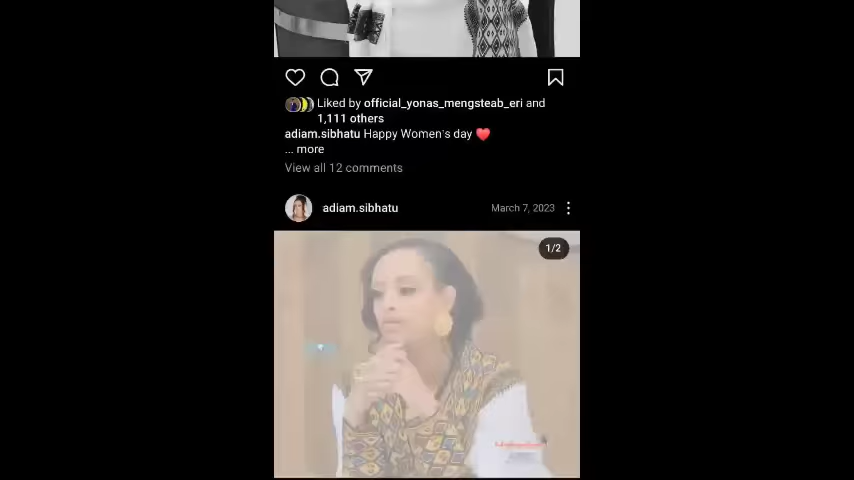 Liked by official_yonas_mengsteab_eri and
1,111 others
adiam.sibhatu Happy Women's day ❤️
... more
View all 12 comments
adiam.sibhatu March 7, 2023
1/2